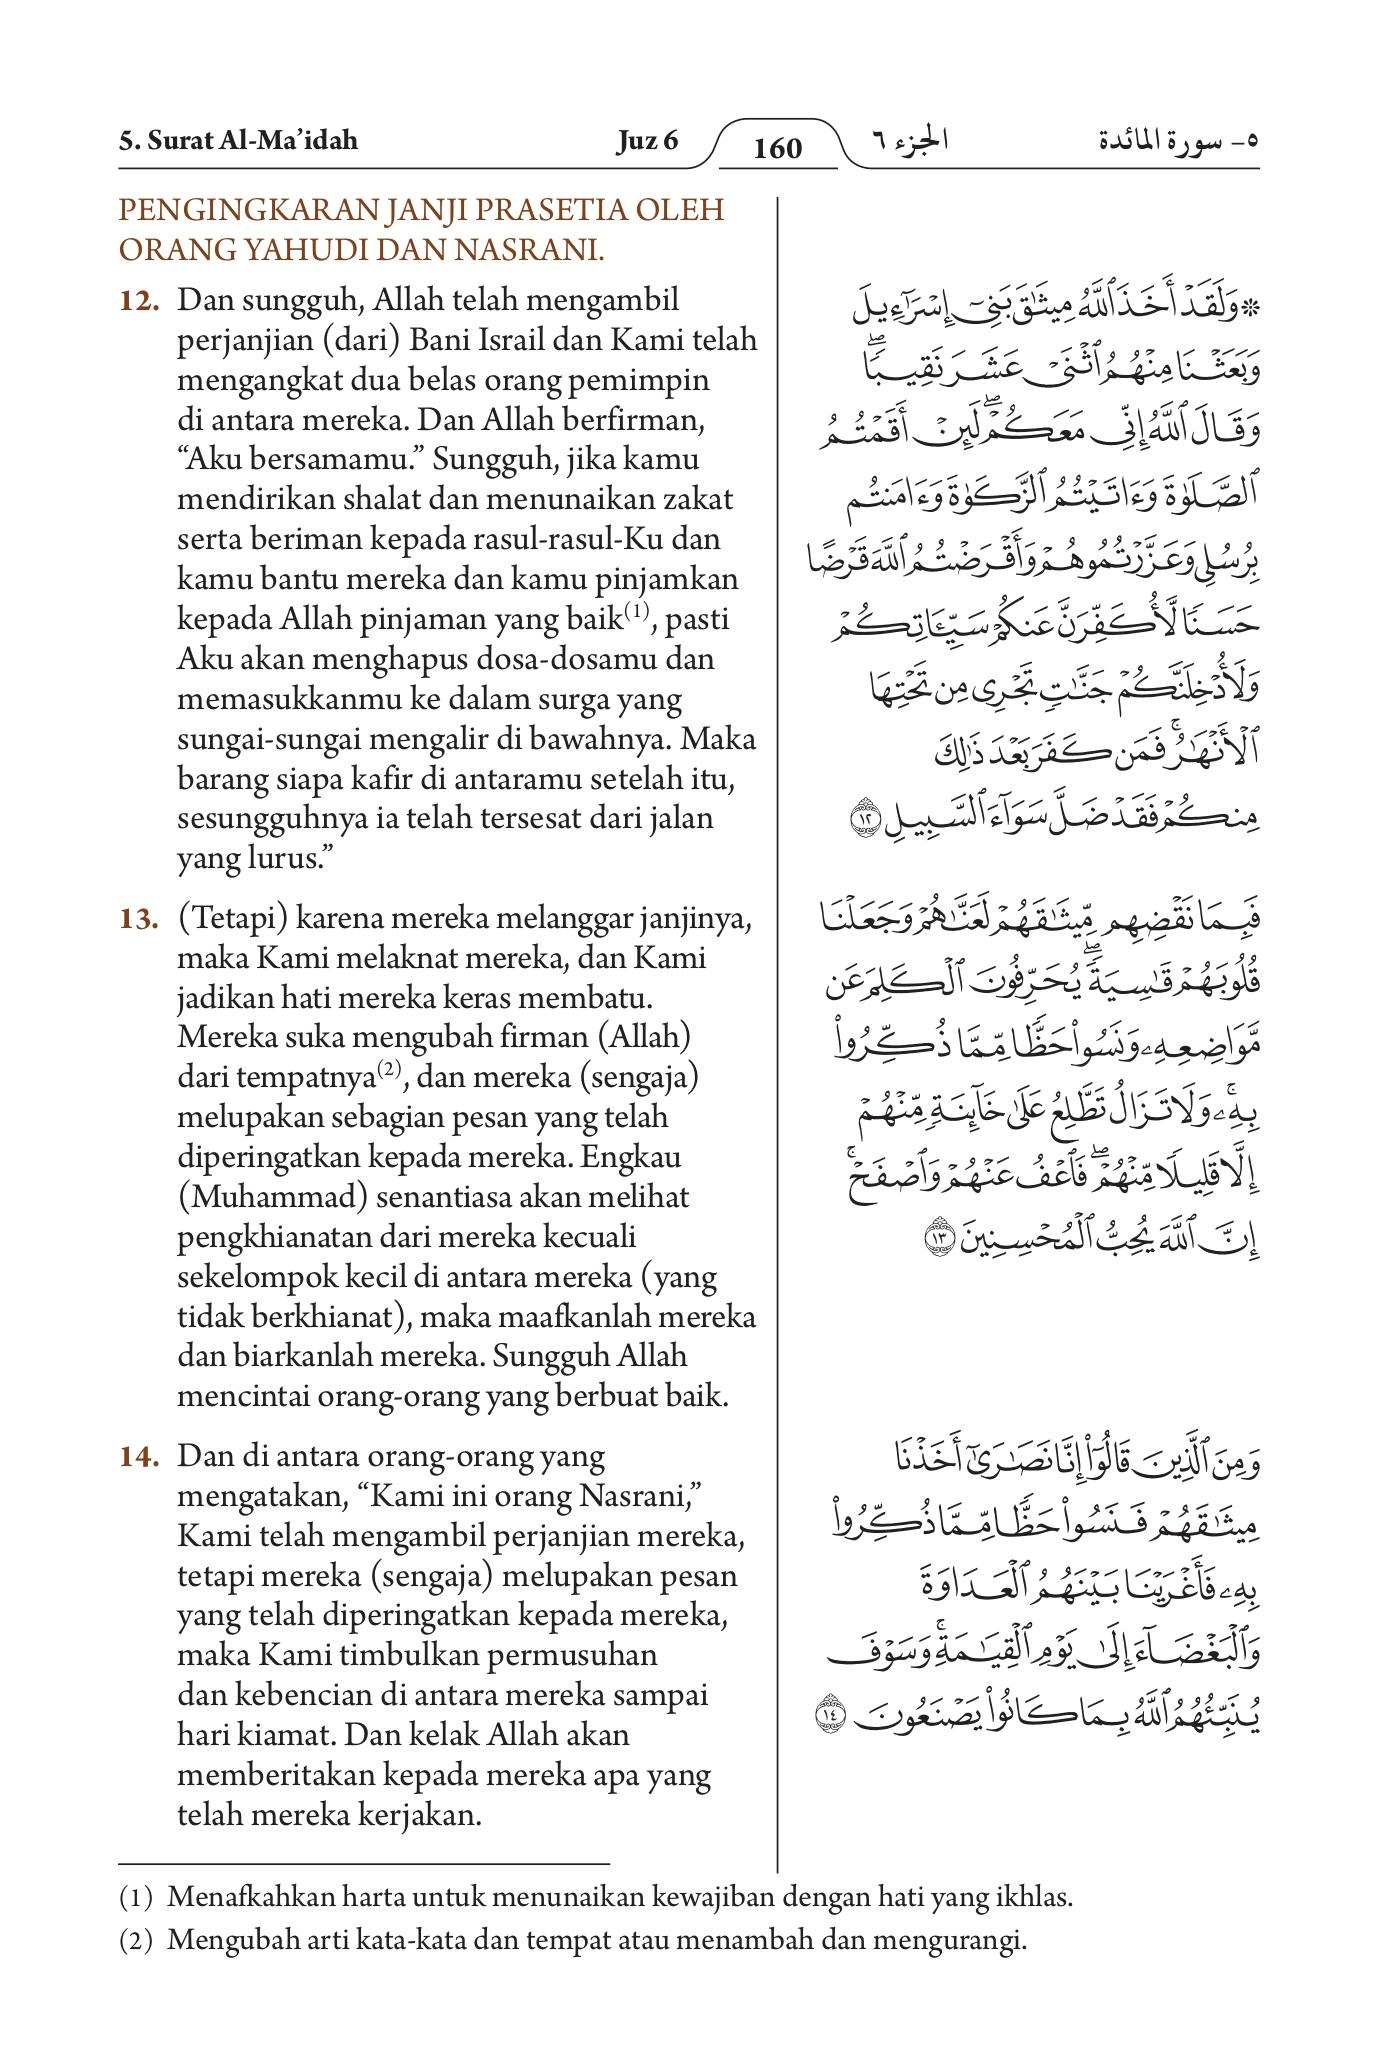 5. Surat Al-Ma’idah
Juz 6
160
الجزء ٦
٥- سورة المائدة
PENGINGKARAN JANJI PRASETIA OLEH
ORANG YAHUDI DAN NASRANI.
12. Dan sungguh, Allah telah mengambil
perjanjian (dari) Bani Israil dan Kami telah
mengangkat dua belas orang pemimpin
di antara mereka. Dan Allah berfirman,
“Aku bersamamu.” Sungguh, jika kamu
mendirikan shalat dan menunaikan zakat
serta beriman kepada rasul-rasul-Ku dan
kamu bantu mereka dan kamu pinjamkan
kepada Allah pinjaman yang baik(1), pasti
Aku akan menghapus dosa-dosamu dan
memasukkanmu ke dalam surga yang
sungai-sungai mengalir di bawahnya. Maka
barang siapa kafir di antaramu setelah itu,
sesungguhnya ia telah tersesat dari jalan
yang lurus.”
13. (Tetapi) karena mereka melanggar janjinya,
maka Kami melaknat mereka, dan Kami
jadikan hati mereka keras membatu.
Mereka suka mengubah firman (Allah)
dari tempatnya(2), dan mereka (sengaja)
melupakan sebagian pesan yang telah
diperingatkan kepada mereka. Engkau
(Muhammad) senantiasa akan melihat
pengkhianatan dari mereka kecuali
sekelompok kecil di antara mereka (yang
tidak berkhianat), maka maafkanlah mereka
dan biarkanlah mereka. Sungguh Allah
mencintai orang-orang yang berbuat baik.
14. Dan di antara orang-orang yang
mengatakan, “Kami ini orang Nasrani,”
Kami telah mengambil perjanjian mereka,
tetapi mereka (sengaja) melupakan pesan
yang telah diperingatkan kepada mereka,
maka Kami timbulkan permusuhan
dan kebencian di antara mereka sampai
hari kiamat. Dan kelak Allah akan
memberitakan kepada mereka apa yang
telah mereka kerjakan.
۞ وَلَقَدْ أَخَذَ ٱللَّهُ مِيثَٰقَ بَنِىٓ إِسْرَٰٓءِيلَ
وَبَعَثْنَا مِنْهُمُ ٱثْنَىْ عَشَرَ نَقِيبًا ۖ
وَقَالَ ٱللَّهُ إِنِّى مَعَكُمْ ۖ لَئِنْ أَقَمْتُمُ
ٱلصَّلَوٰةَ وَءَاتَيْتُمُ ٱلزَّكَوٰةَ وَءَامَنتُم
بِرُسُلِى وَعَزَّرْتُمُوهُمْ وَأَقْرَضْتُمُ ٱللَّهَ قَرْضًا
حَسَنًا لَّأُكَفِّرَنَّ عَنكُمْ سَيِّـَٔاتِكُمْ
وَلَأُدْخِلَنَّكُمْ جَنَّٰتٍ تَجْرِى مِن تَحْتِهَا
ٱلْأَنْهَٰرُ ۚ فَمَن كَفَرَ بَعْدَ ذَٰلِكَ
مِنكُمْ فَقَدْ ضَلَّ سَوَآءَ ٱلسَّبِيلِ ١٢
فَبِمَا نَقْضِهِم مِّيثَٰقَهُمْ لَعَنَّٰهُمْ وَجَعَلْنَا
قُلُوبَهُمْ قَٰسِيَةً ۖ يُحَرِّفُونَ ٱلْكَلِمَ عَن
مَّوَاضِعِهِۦ وَنَسُوا۟ حَظًّا مِّمَّا ذُكِّرُوا۟
بِهِۦ ۚ وَلَا تَزَالُ تَطَّلِعُ عَلَىٰ خَآئِنَةٍ مِّنْهُمْ
إِلَّا قَلِيلًا مِّنْهُمْ ۖ فَٱعْفُ عَنْهُمْ وَٱصْفَحْ ۚ
إِنَّ ٱللَّهَ يُحِبُّ ٱلْمُحْسِنِينَ ١٣
وَمِنَ ٱلَّذِينَ قَالُوٓا۟ إِنَّا نَصَٰرَىٰٓ أَخَذْنَا
مِيثَٰقَهُمْ فَنَسُوا۟ حَظًّا مِّمَّا ذُكِّرُوا۟
بِهِۦ فَأَغْرَيْنَا بَيْنَهُمُ ٱلْعَدَاوَةَ
وَٱلْبَغْضَآءَ إِلَىٰ يَوْمِ ٱلْقِيَٰمَةِ ۚ وَسَوْفَ
يُنَبِّئُهُمُ ٱللَّهُ بِمَا كَانُوا۟ يَصْنَعُونَ ١٤
(1) Menafkahkan harta untuk menunaikan kewajiban dengan hati yang ikhlas.
(2) Mengubah arti kata-kata dan tempat atau menambah dan mengurangi.